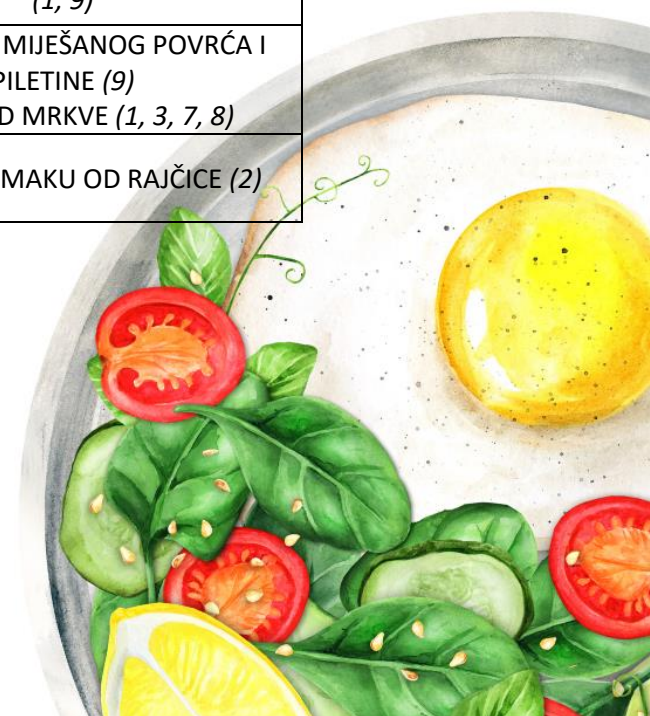 (1, 9)
MIJEŠANOG POVRĆA I
PILETINE (9)
D MRKVE (1, 3, 7, 8)
MAKU OD RAJČICE (2)